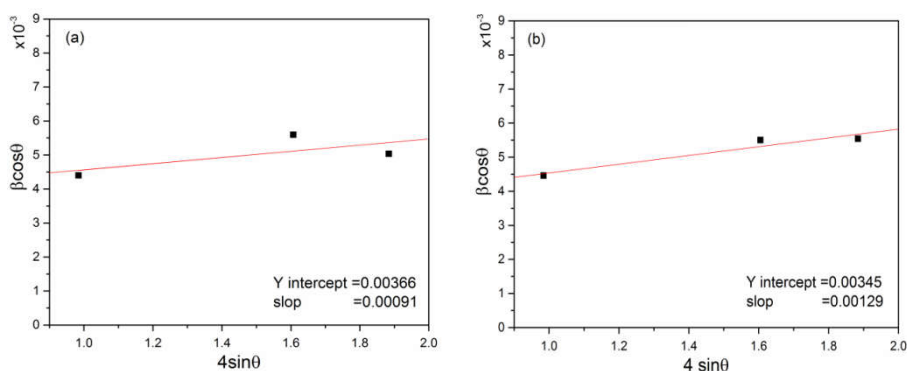 x10⁻³
(a)
9
8
7
6
5
4
3
2
1
0
βcosθ
1.0
1.2
1.4
1.6
1.8
2.0
4sinθ
Y intercept =0.00366
slop =0.00091
x10⁻³
(b)
9
8
7
6
5
4
3
2
1
0
βcosθ
1.0
1.2
1.4
1.6
1.8
2.0
4 sinθ
Y intercept =0.00345
slop =0.00129